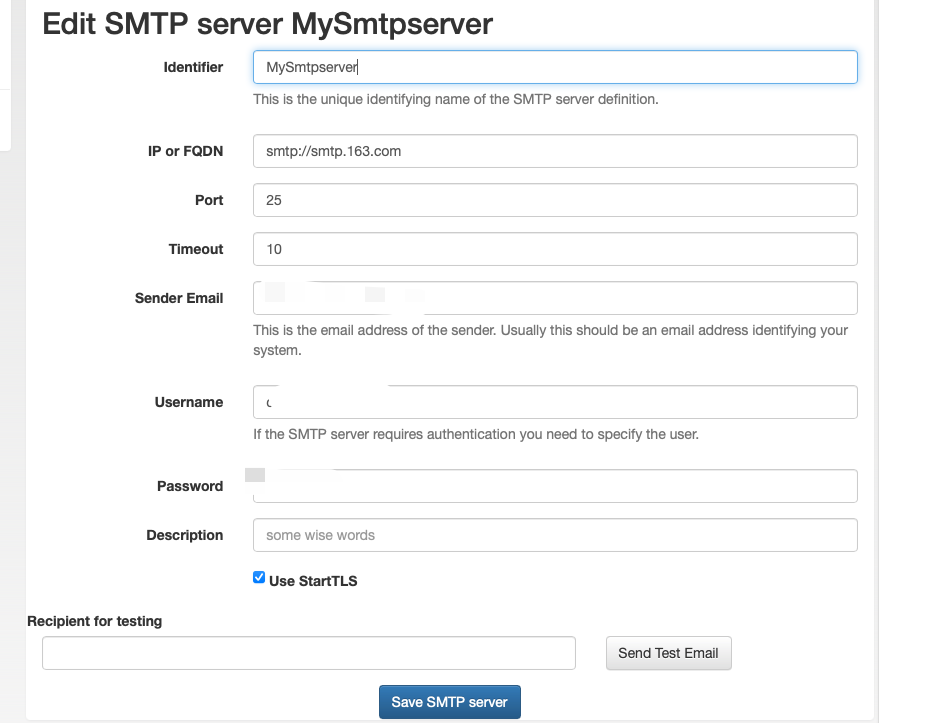 Edit SMTP server MySmtpserver
Identifier
MySmtpserver
This is the unique identifying name of the SMTP server definition.
IP or FQDN
smtp://smtp.163.com
Port
25
Timeout
10
Sender Email
This is the email address of the sender. Usually this should be an email address identifying your
system.
Username
If the SMTP server requires authentication you need to specify the user.
Password
Description
some wise words
Use StartTLS
Recipient for testing
Send Test Email
Save SMTP server